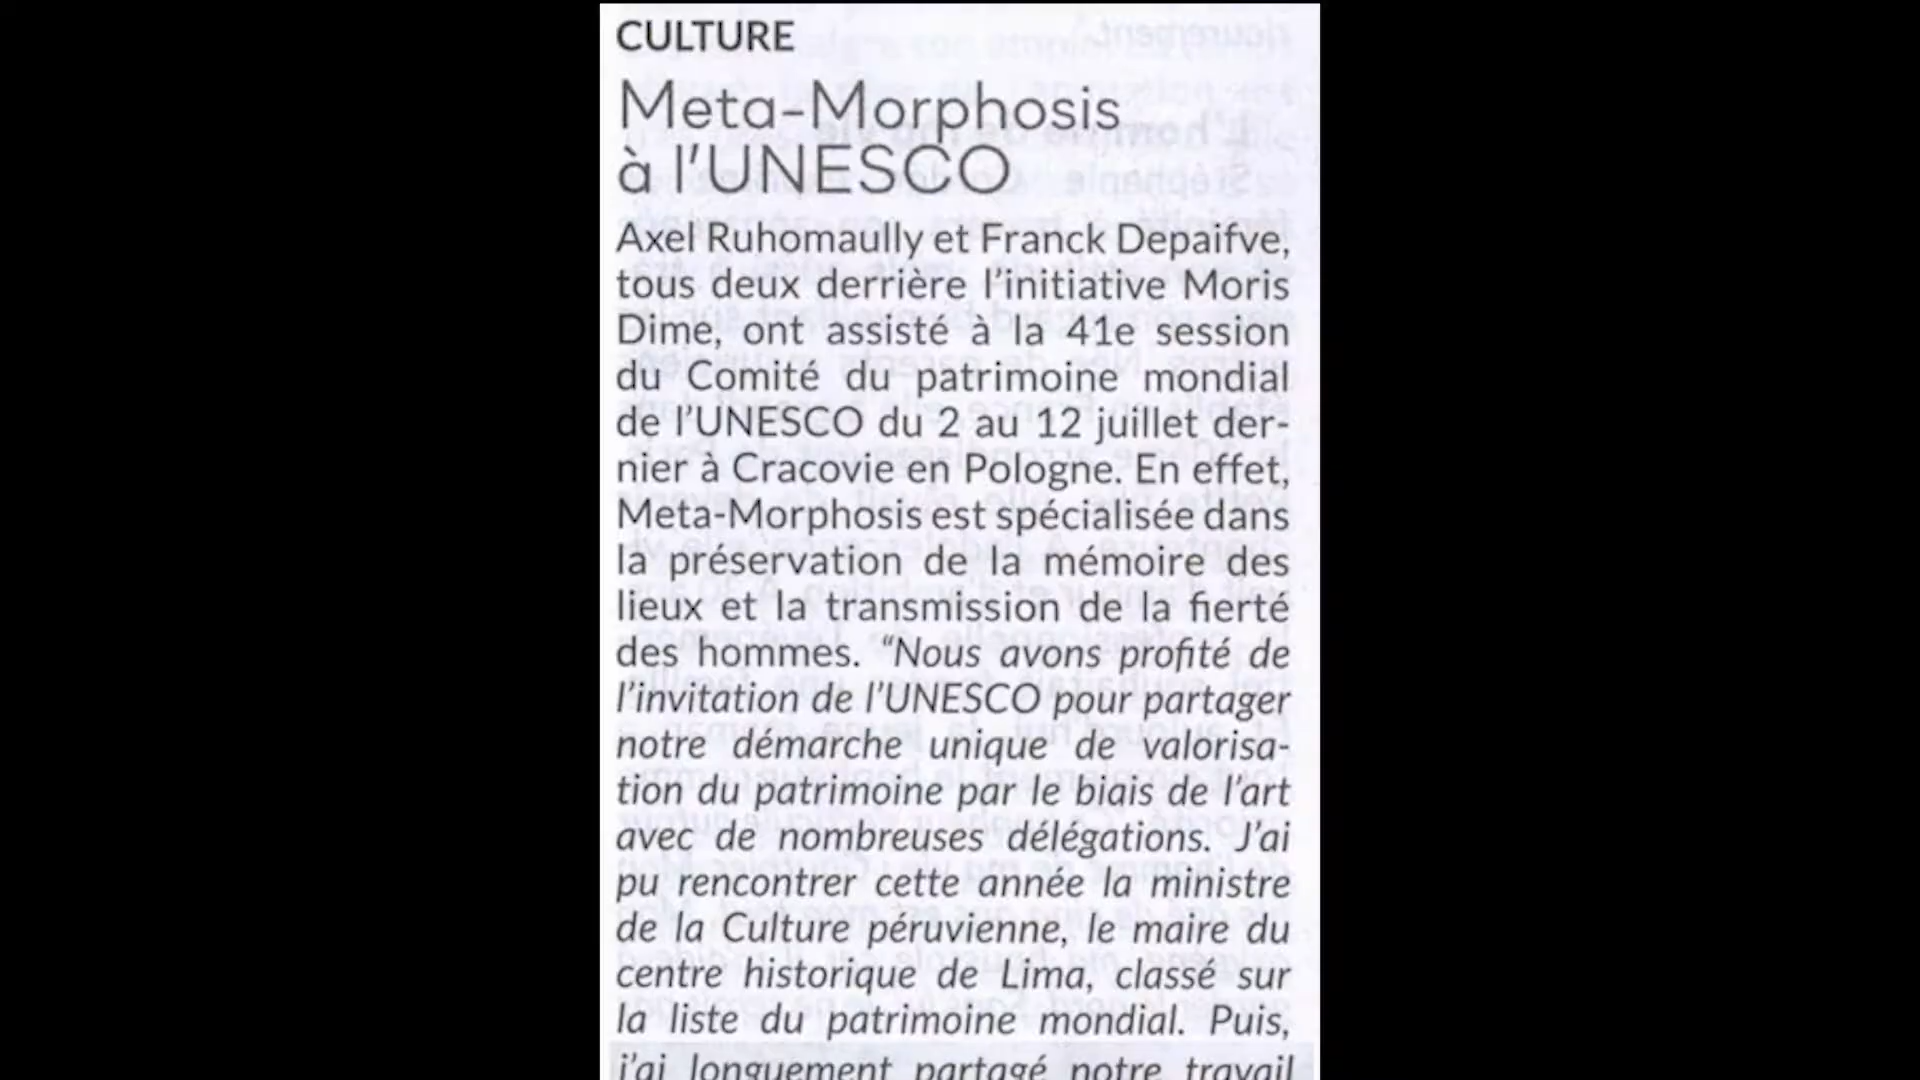 CULTURE
Meta-Morphosis
à l'UNESCO
Axel Ruhomaully et Franck Depaifve,
tous deux derrière l'initiative Moris
Dime, ont assisté à la 41e session
du Comité du patrimoine mondial
de l'UNESCO du 2 au 12 juillet der-
nier à Cracovie en Pologne. En effet,
Meta-Morphosis est spécialisée dans
la préservation de la mémoire des
lieux et la transmission de la fierté
des hommes. “Nous avons profité de
l'invitation de l'UNESCO pour partager
notre démarche unique de valorisa-
tion du patrimoine par le biais de l'art
avec de nombreuses délégations. J'ai
pu rencontrer cette année la ministre
de la Culture péruvienne, le maire du
centre historique de Lima, classé sur
la liste du patrimoine mondial. Puis,
j'ai longuement partagé notre travail